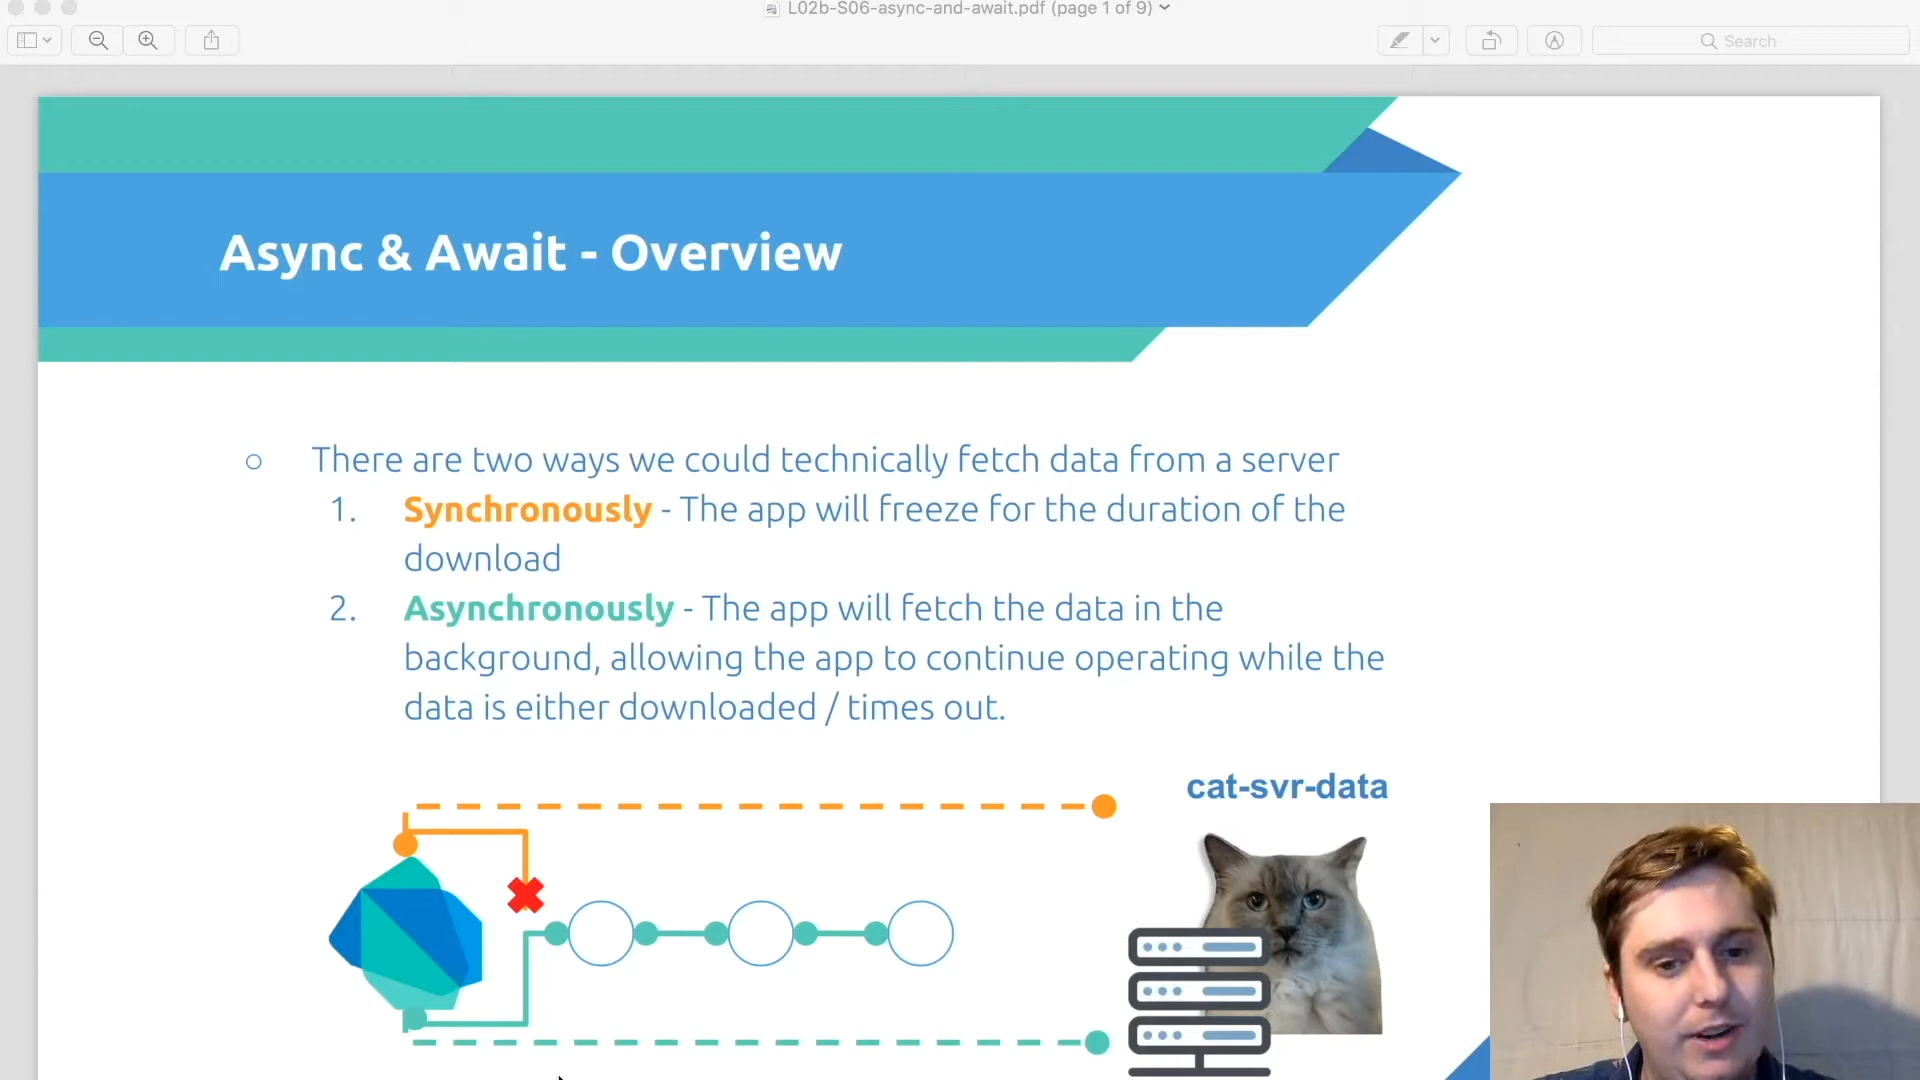 L02b-S06-async-and-await.pdf (page 1 of 9)
Search
Async & Await - Overview
There are two ways we could technically fetch data from a server
1. Synchronously - The app will freeze for the duration of the
download
2. Asynchronously - The app will fetch the data in the
background, allowing the app to continue operating while the
data is either downloaded / times out.
cat-svr-data